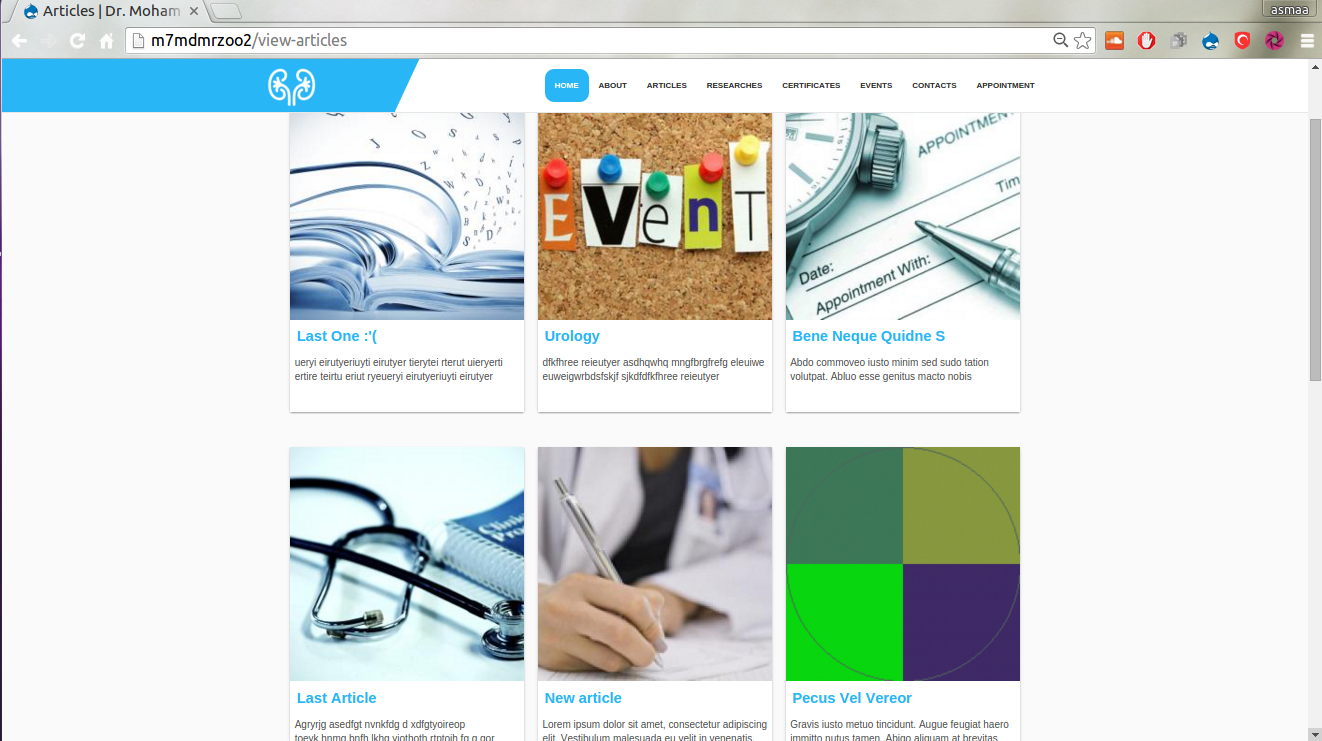 Articles | Dr. Moham
asmaa
m7mdmrzoo2/view-articles
HOME ABOUT ARTICLES RESEARCHES CERTIFICATES EVENTS CONTACTS APPOINTMENT
EVEnT
APPOINTMENT
Tim
Date:
Appointment With:
Last One :'(
ueryi eirutyeriuyti eirutyer tierytei rterut uieryerti
ertire teirtu eriut ryeueryi eirutyeriuyti eirutyer
Urology
dfkfhree reieutyer asdhqwhq mngfbrgfrefg eleuiwe
euweigwrbdsfskjf sjkdfdfkfhree reieutyer
Bene Neque Quidne S
Abdo commoveo iusto minim sed sudo tation
volutpat. Abluo esse genitus macto nobis
Last Article
Agryrjg asedfgt nvnkfdg d xdfgtyoireop
New article
Lorem ipsum dolor sit amet, consectetur adipiscing
elit. Vestibulum malesuada eu velit in venenatis
Pecus Vel Vereor
Gravis iusto metuo tincidunt. Augue feugiat haero
immitto nutus tamen. Abigo aliquam at brevitas